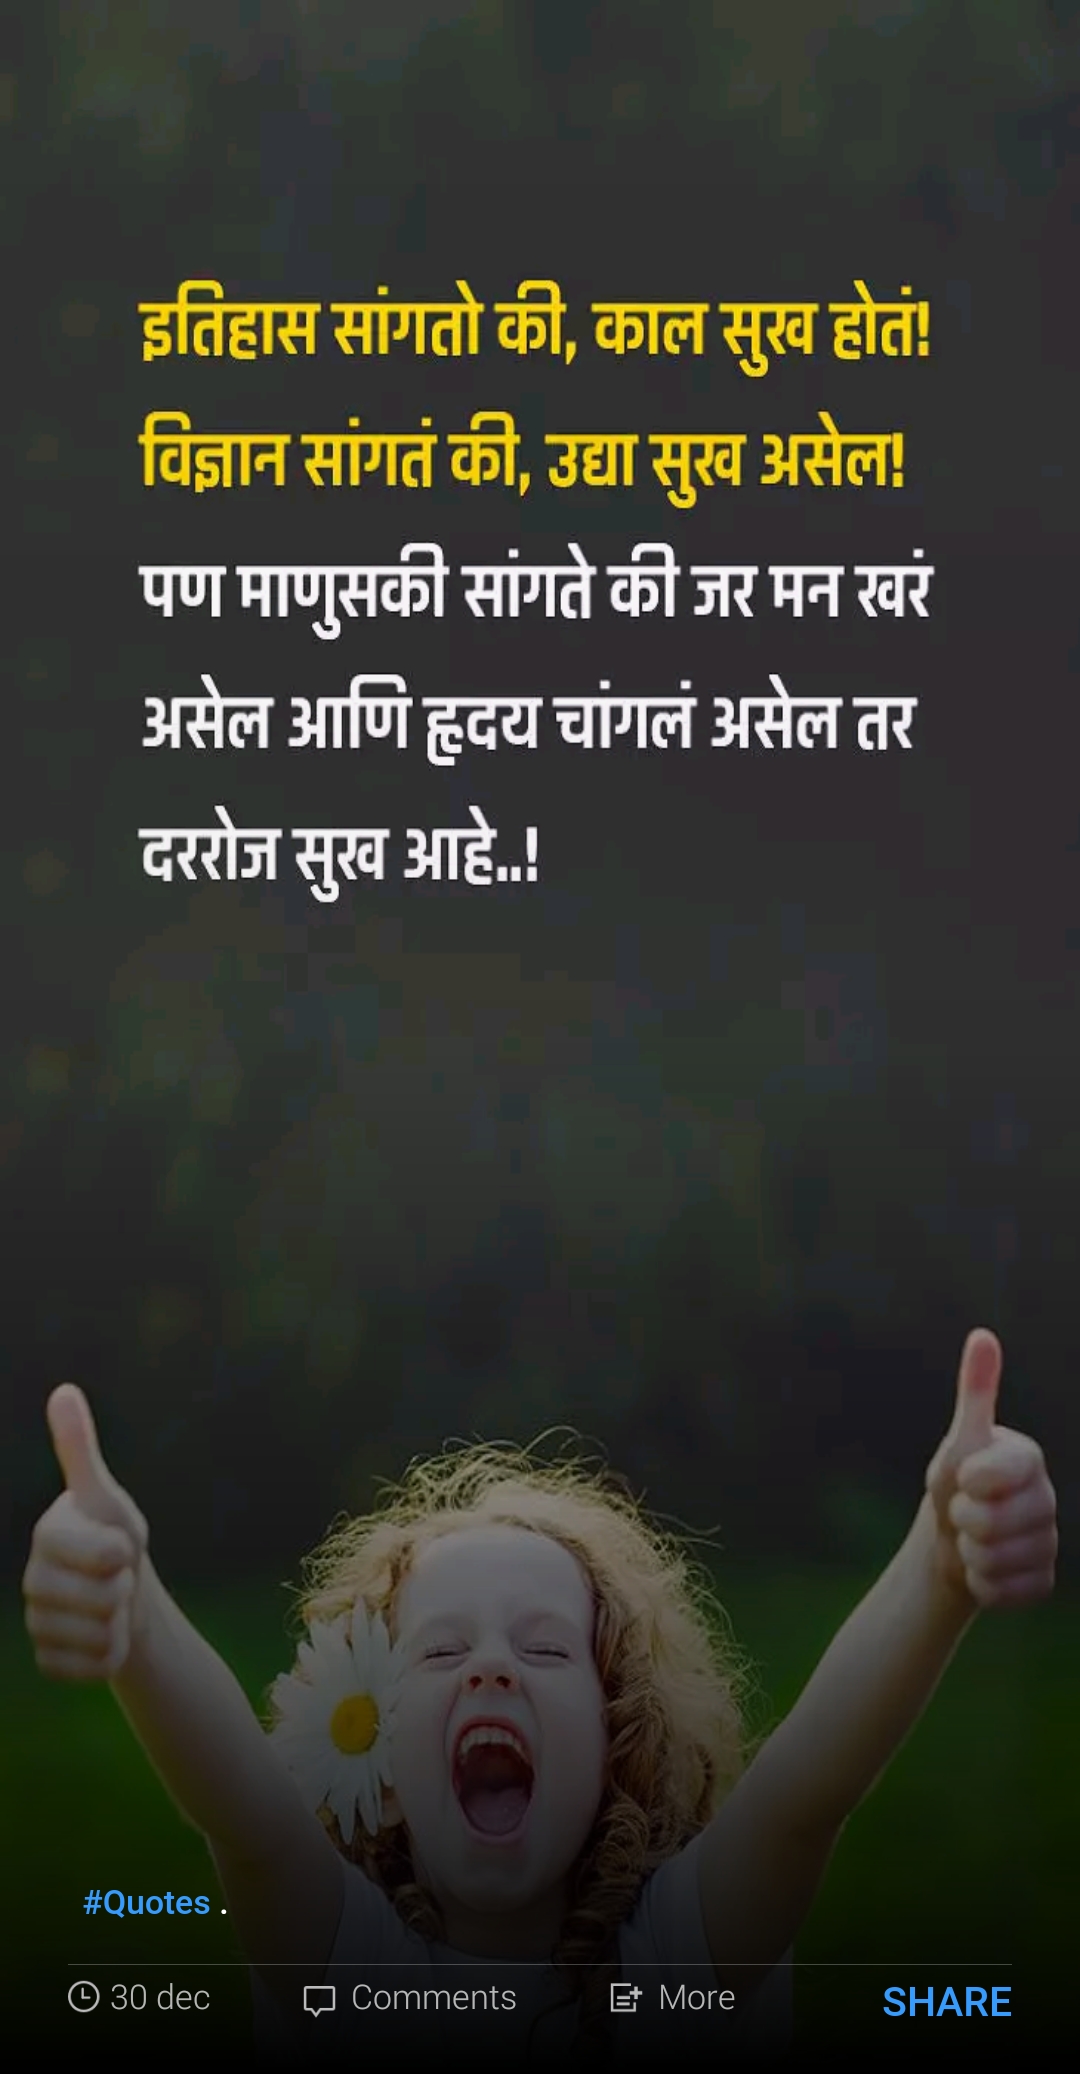 इतिहास सांगतो की, काल सुख होतं!
विज्ञान सांगतं की, उद्या सुख असेल!
पण माणुसकी सांगते की जर मन खरं
असेल आणि हृदय चांगलं असेल तर
दररोज सुख आहे..!
#Quotes .
30 dec Comments More SHARE